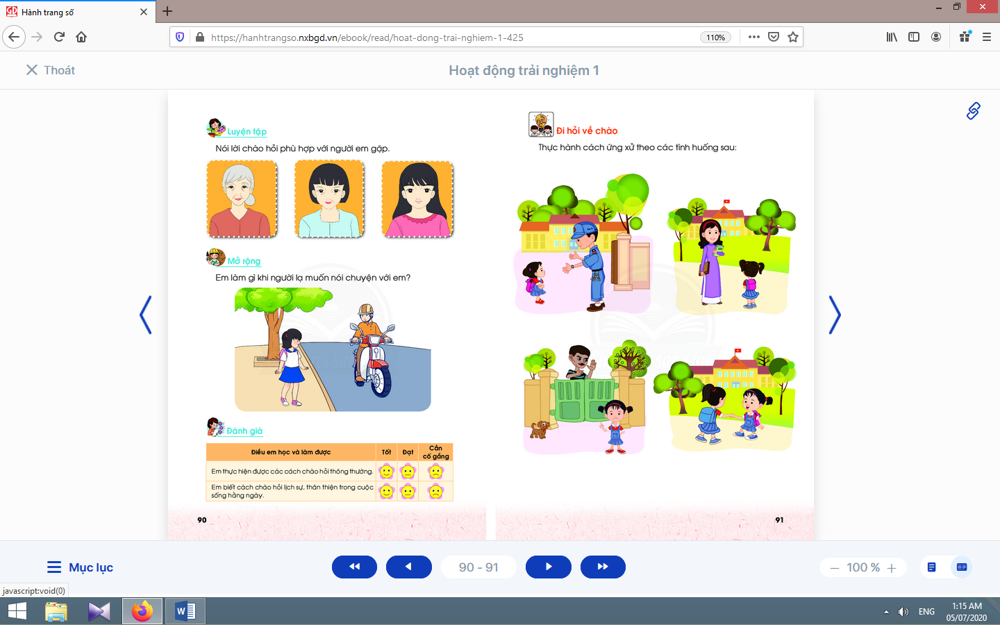 Hành trang số
https://hanhtrangso.nxbgd.vn/ebook/read/hoat-dong-trai-nghiem-1-425
110%
Thoát
Hoạt động trải nghiệm 1
Luyện tập
Nói lời chào hỏi phù hợp với người em gặp.
Mở rộng
Em làm gì khi người lạ muốn nói chuyện với em?
Đánh giá
Điều em học và làm được Tốt Đạt Cần cố gắng
Em thực hiện được các cách chào hỏi thông thường.
Em biết cách chào hỏi lịch sự, thân thiện trong cuộc
sống hằng ngày.
90
Đi hỏi về chào
Thực hành cách ứng xử theo các tình huống sau:
91
Mục lục
90 - 91
100 %
javascript:void(0)
ENG
1:15 AM
05/07/2020